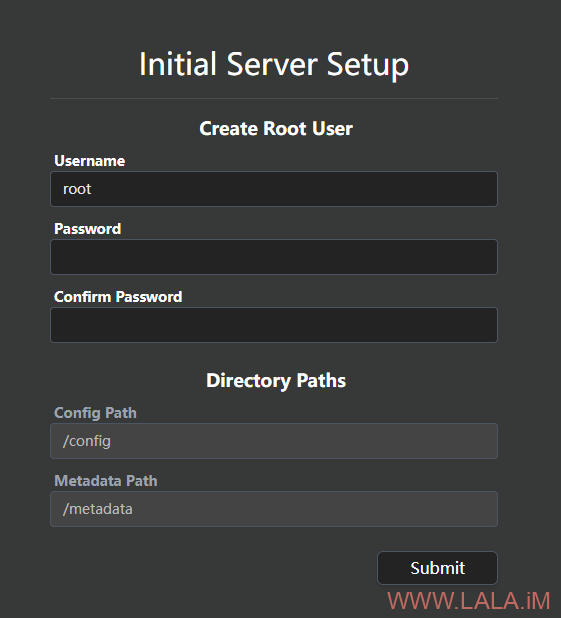 Initial Server Setup
Create Root User
Username
root
Password
Confirm Password
Directory Paths
Config Path
/config
Metadata Path
/metadata
Submit
WWW.LALA.iM